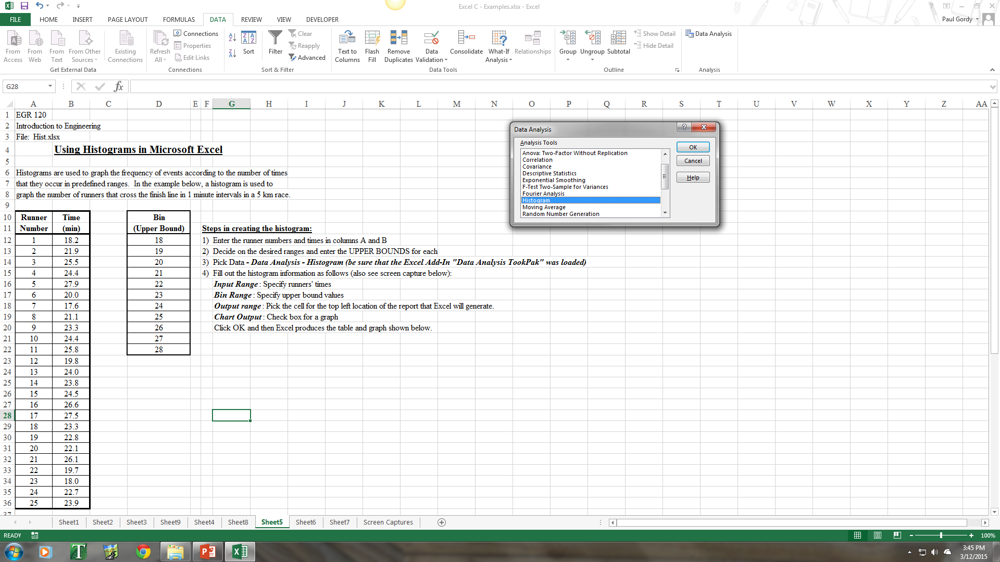 Excel C - Examples.xlsx - Excel
FILE HOME INSERT PAGE LAYOUT FORMULAS DATA REVIEW VIEW DEVELOPER Paul Gordy
From Access
From Web
From Text
From Other Sources
Existing Connections
Get External Data
Refresh All
Connections
Properties
Edit Links
Connections
Sort
Filter
Clear
Reapply
Advanced
Sort & Filter
Text to Columns
Flash Fill
Remove Duplicates
Data Validation
Consolidate
What-If Analysis
Relationships
Data Tools
Group
Ungroup
Subtotal
Show Detail
Hide Detail
Outline
Data Analysis
Analysis
G28 fx
A B C D E F G H I J K L M N O P Q R S T U V W X Y Z AA
1 EGR 120
2 Introduction to Engineering
3 File:  Hist.xlsx
4 Using Histograms in Microsoft Excel
5
6 Histograms are used to graph the frequency of events according to the number of times
7 that they occur in predefined ranges.  In the example below, a histogram is used to
8 graph the number of runners that cross the finish line in 1 minute intervals in a 5 km race.
9
10 Runner Time Bin
11 Number (min) (Upper Bound) Steps in creating the histogram:
12 1 18.2 18 1) Enter the runner numbers and times in columns A and B
13 2 21.9 19 2) Decide on the desired ranges and enter the UPPER BOUNDS for each
14 3 25.5 20 3) Pick Data - Data Analysis - Histogram (be sure that the Excel Add-In "Data Analysis TookPak" was loaded)
15 4 24.4 21 4) Fill out the histogram information as follows (also see screen capture below):
16 5 27.9 22 Input Range : Specify runners' times
17 6 20.0 23 Bin Range : Specify upper bound values
18 7 17.6 24 Output range : Pick the cell for the top left location of the report that Excel will generate.
19 8 21.1 25 Chart Output : Check box for a graph
20 9 23.3 26 Click OK and then Excel produces the table and graph shown below.
21 10 24.4 27
22 11 25.8 28
23 12 19.8
24 13 24.0
25 14 23.8
26 15 24.5
27 16 26.6
28 17 27.5
29 18 23.3
30 19 22.8
31 20 22.1
32 21 26.1
33 22 19.7
34 23 18.0
35 24 22.7
36 25 23.9
37
Data Analysis
Analysis Tools
Anova: Two-Factor Without Replication
Correlation
Covariance
Descriptive Statistics
Exponential Smoothing
F-Test Two-Sample for Variances
Fourier Analysis
Histogram
Moving Average
Random Number Generation
OK
Cancel
Help
Sheet1 Sheet2 Sheet3 Sheet9 Sheet4 Sheet8 Sheet5 Sheet6 Sheet7 Screen Captures
READY 100%
3:45 PM
3/12/2015